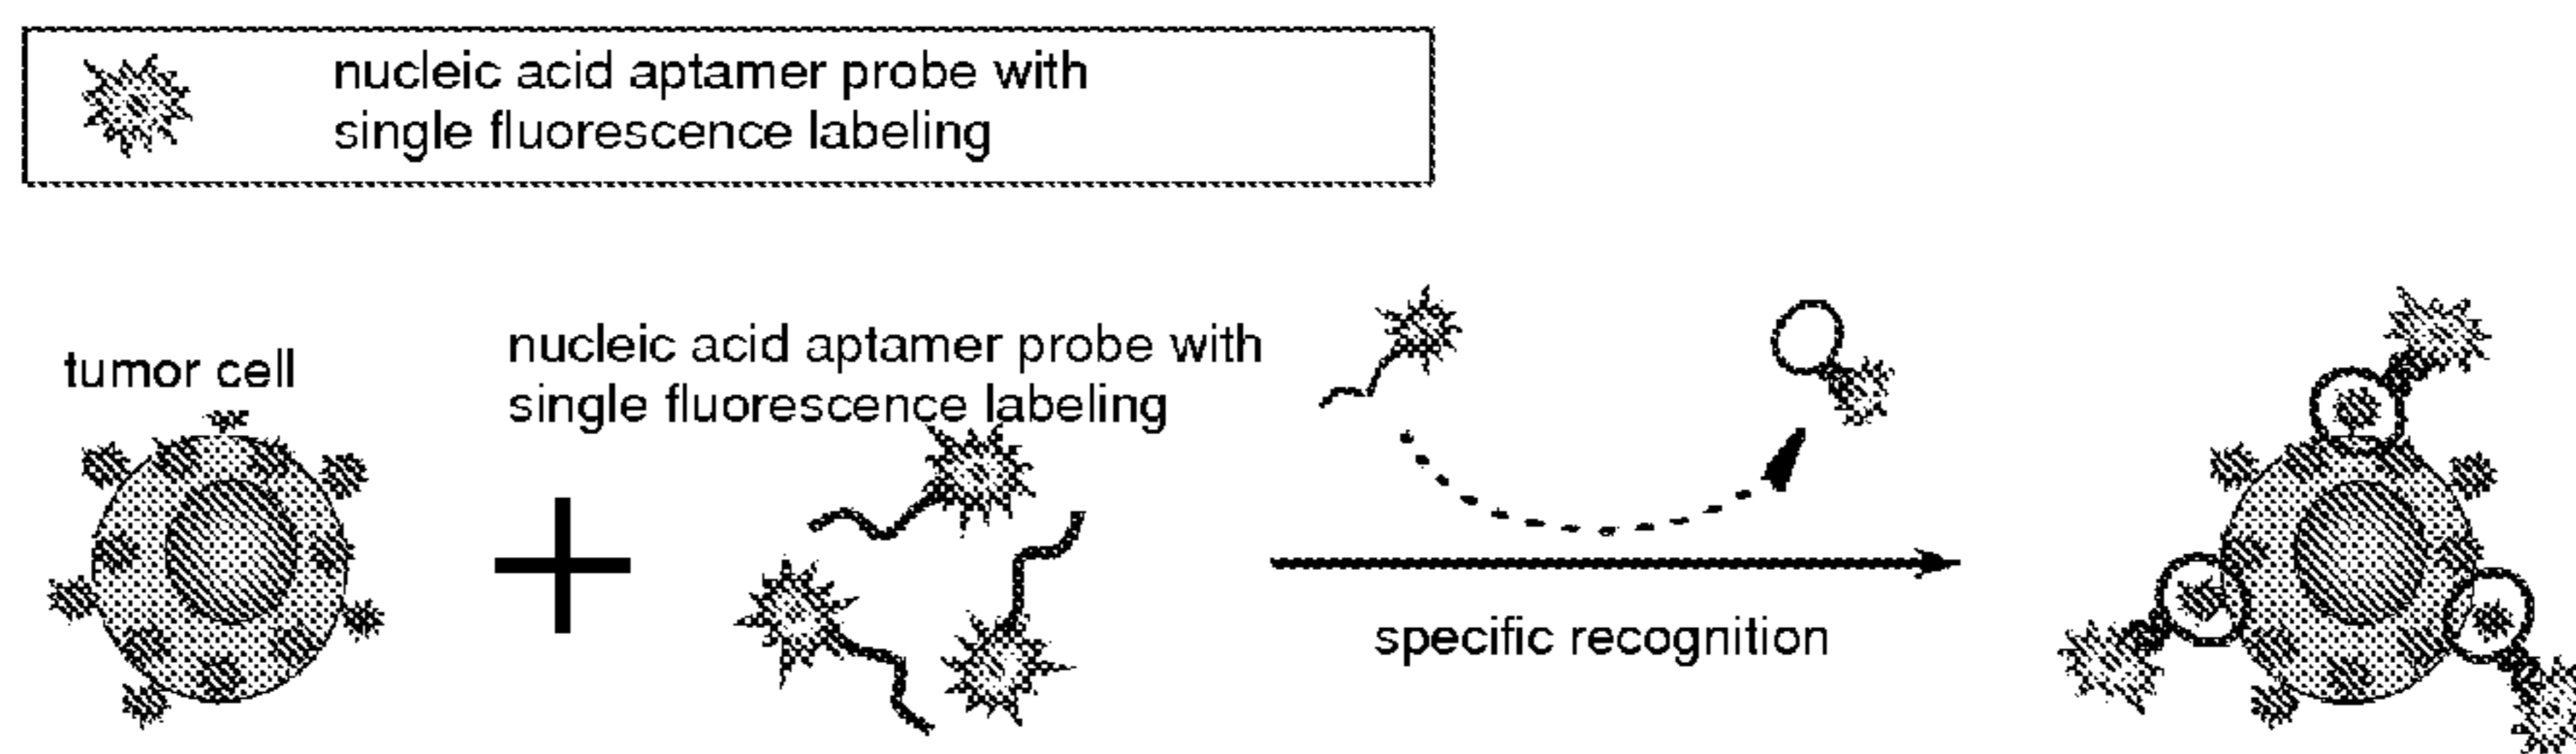 nucleic acid aptamer probe with
single fluorescence labeling
tumor cell
nucleic acid aptamer probe with
single fluorescence labeling
specific recognition